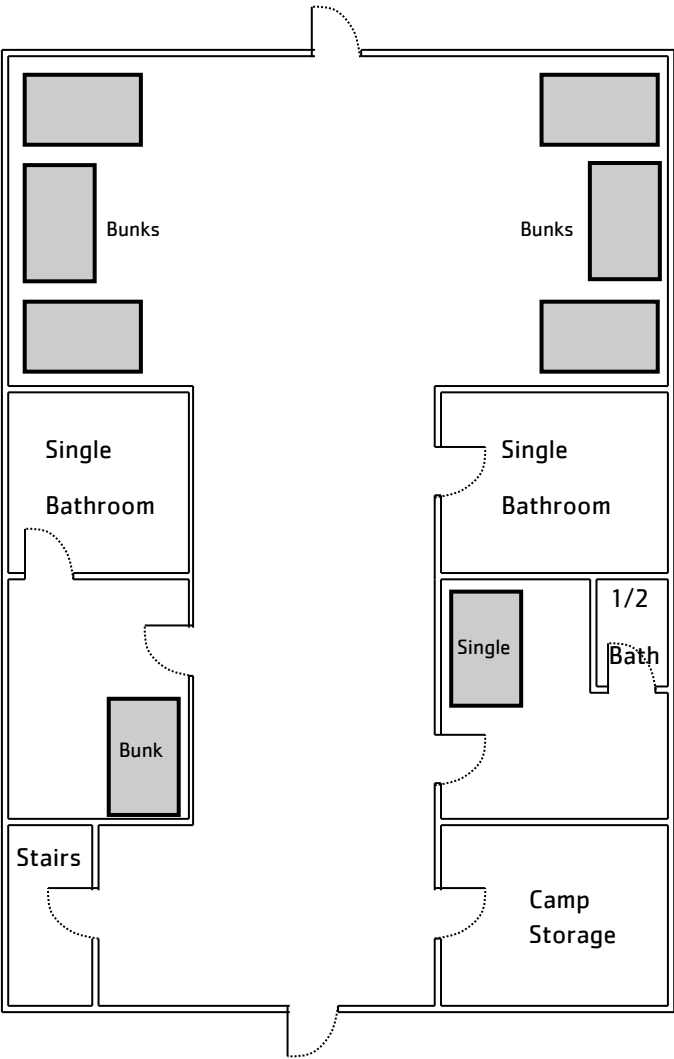 Bunks
Bunks
Single
Bathroom
Single
Bathroom
1/2
Bath
Single
Bunk
Stairs
Camp
Storage